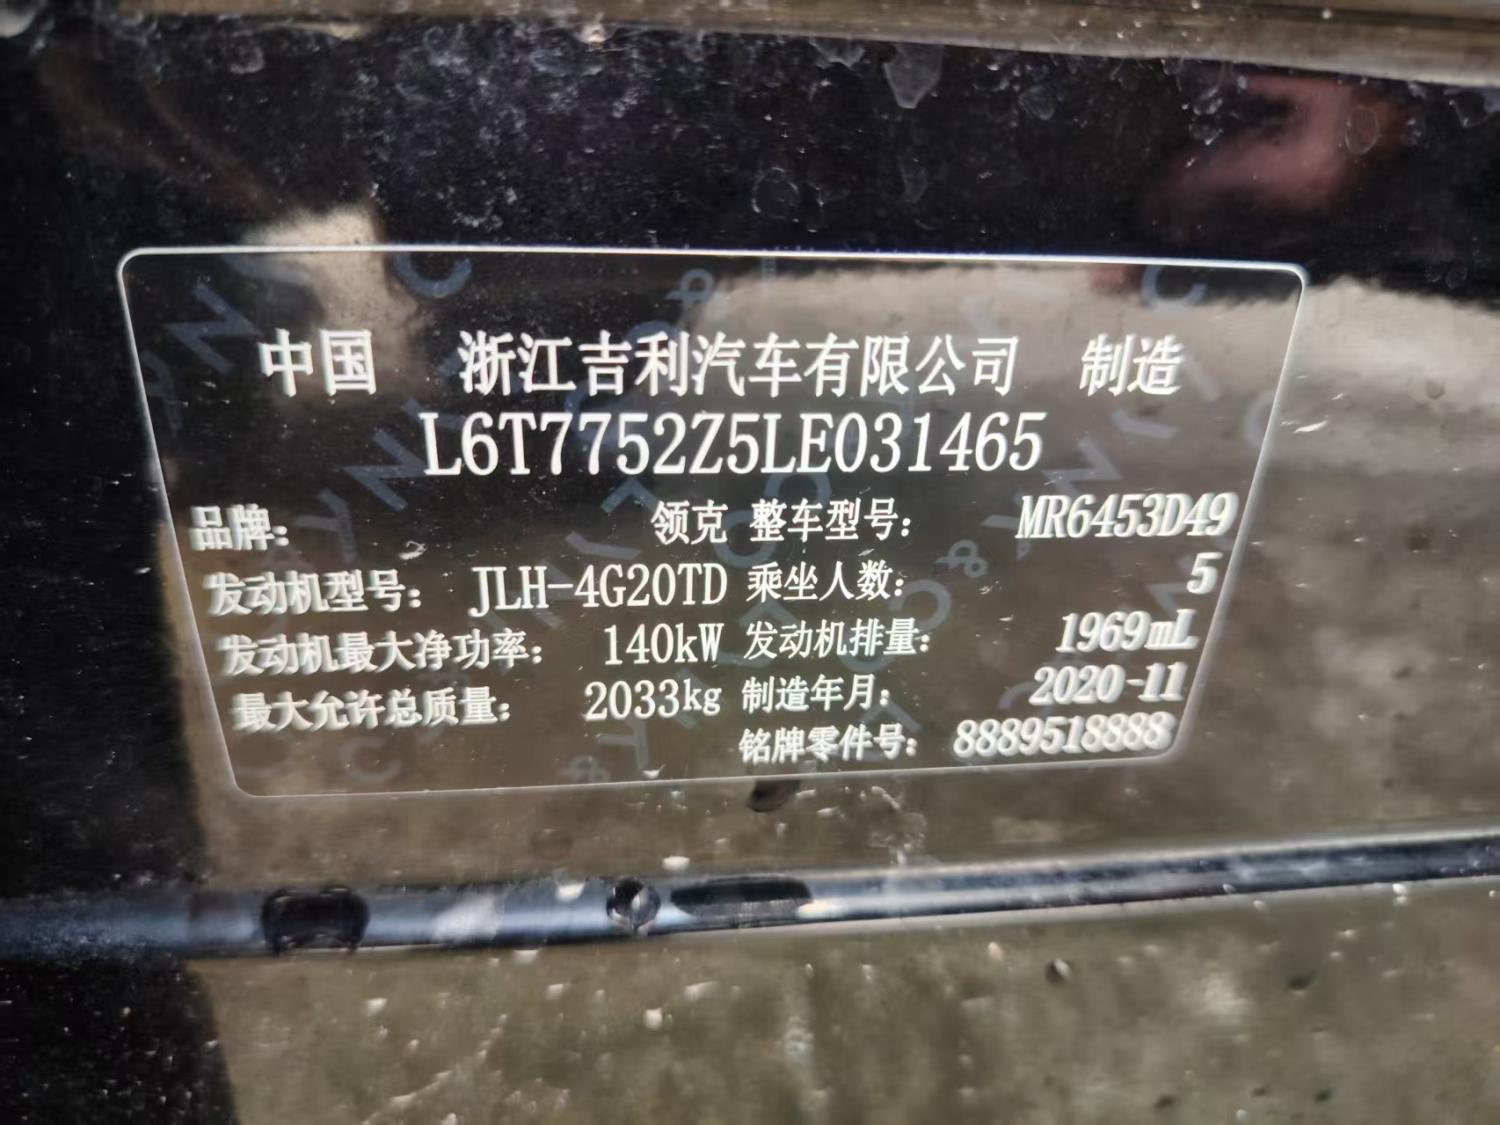 中国 浙江吉利汽车有限公司 制造
L6T7752Z5LE031465
品牌: 领克 整车型号: MR6453D49
发动机型号: JLH-4G20TD 乘坐人数: 5
发动机最大净功率: 140kW 发动机排量: 1969mL
最大允许总质量: 2033kg 制造年月: 2020-11
铭牌零件号: 8889518888